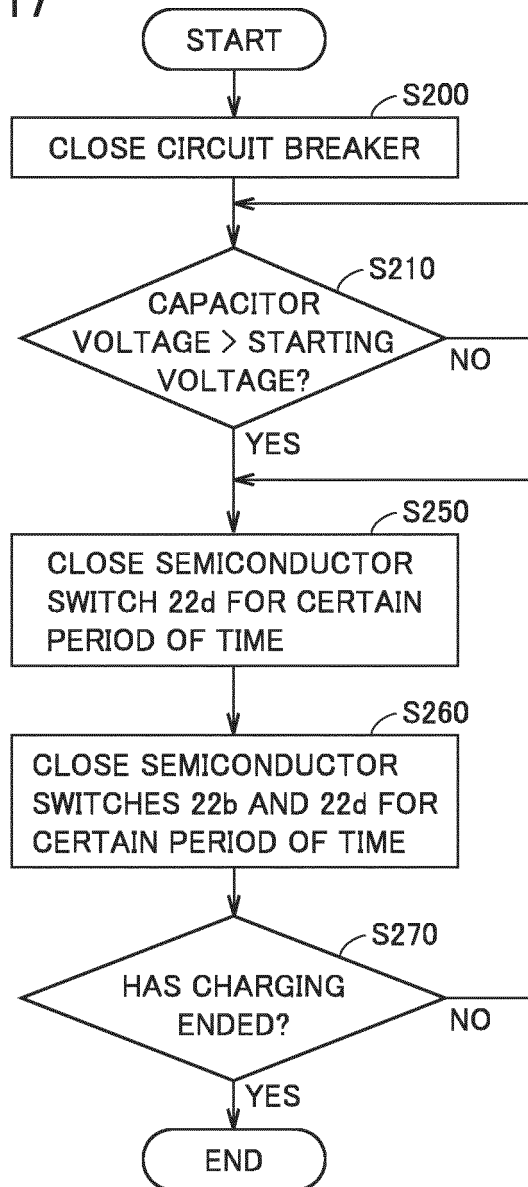 START
S200
CLOSE CIRCUIT BREAKER
S210
CAPACITOR
VOLTAGE > STARTING
VOLTAGE?
NO
YES
S250
CLOSE SEMICONDUCTOR
SWITCH 22d FOR CERTAIN
PERIOD OF TIME
S260
CLOSE SEMICONDUCTOR
SWITCHES 22b AND 22d FOR
CERTAIN PERIOD OF TIME
S270
HAS CHARGING
ENDED?
NO
YES
END